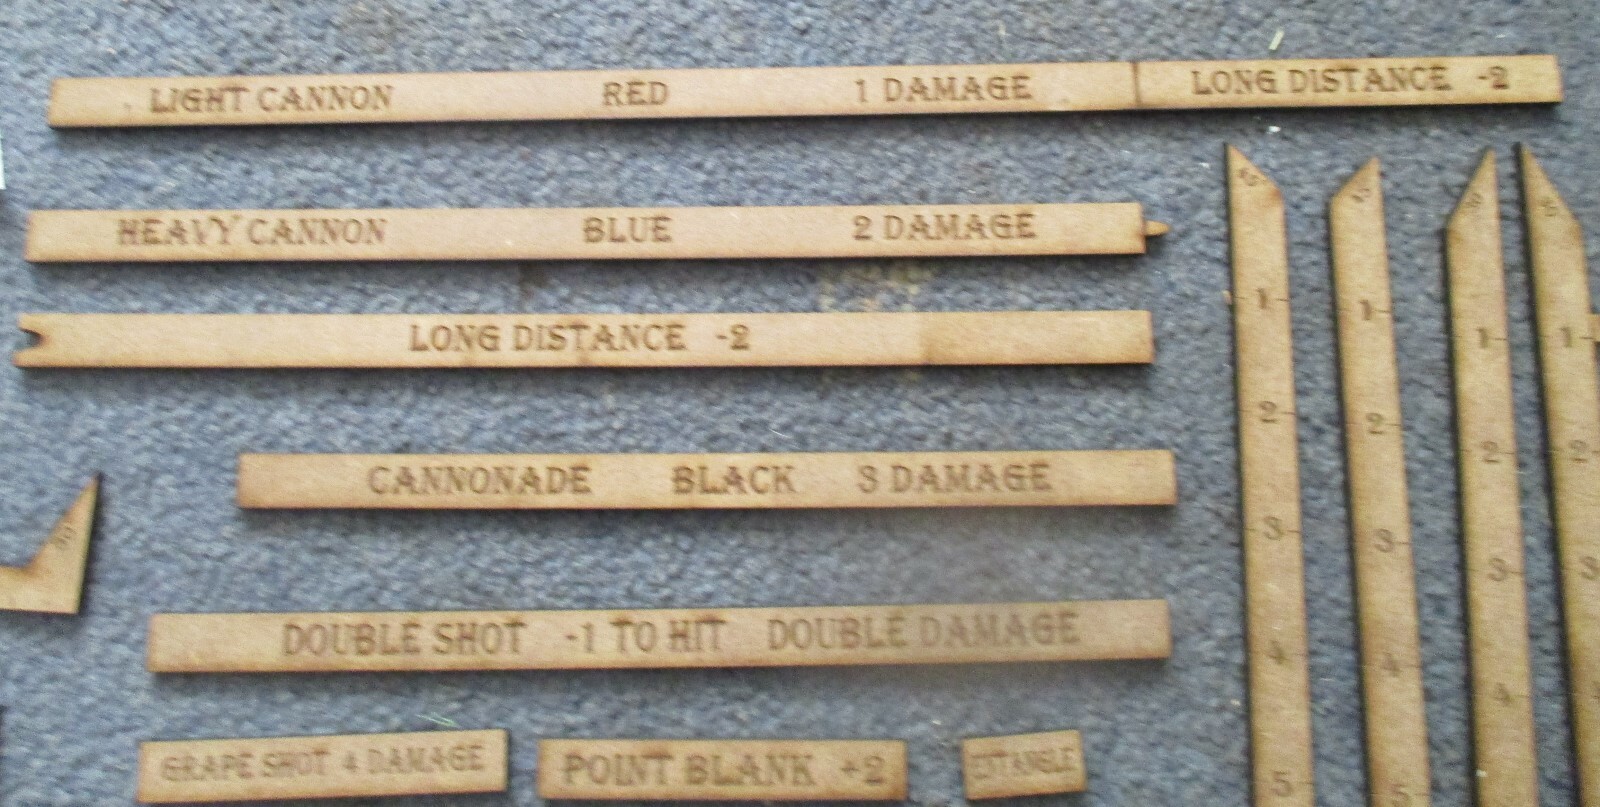 LIGHT CANNON RED 1 DAMAGE LONG DISTANCE -2
HEAVY CANNON BLUE 2 DAMAGE
LONG DISTANCE -2
CANNONADE BLACK 3 DAMAGE
DOUBLE SHOT -1 TO HIT DOUBLE DAMAGE
GRAPE SHOT 4 DAMAGE
POINT BLANK +2
ENTANGLE
1
2
3
4
5
1
2
3
4
5
1
2
3
4
1
2
3